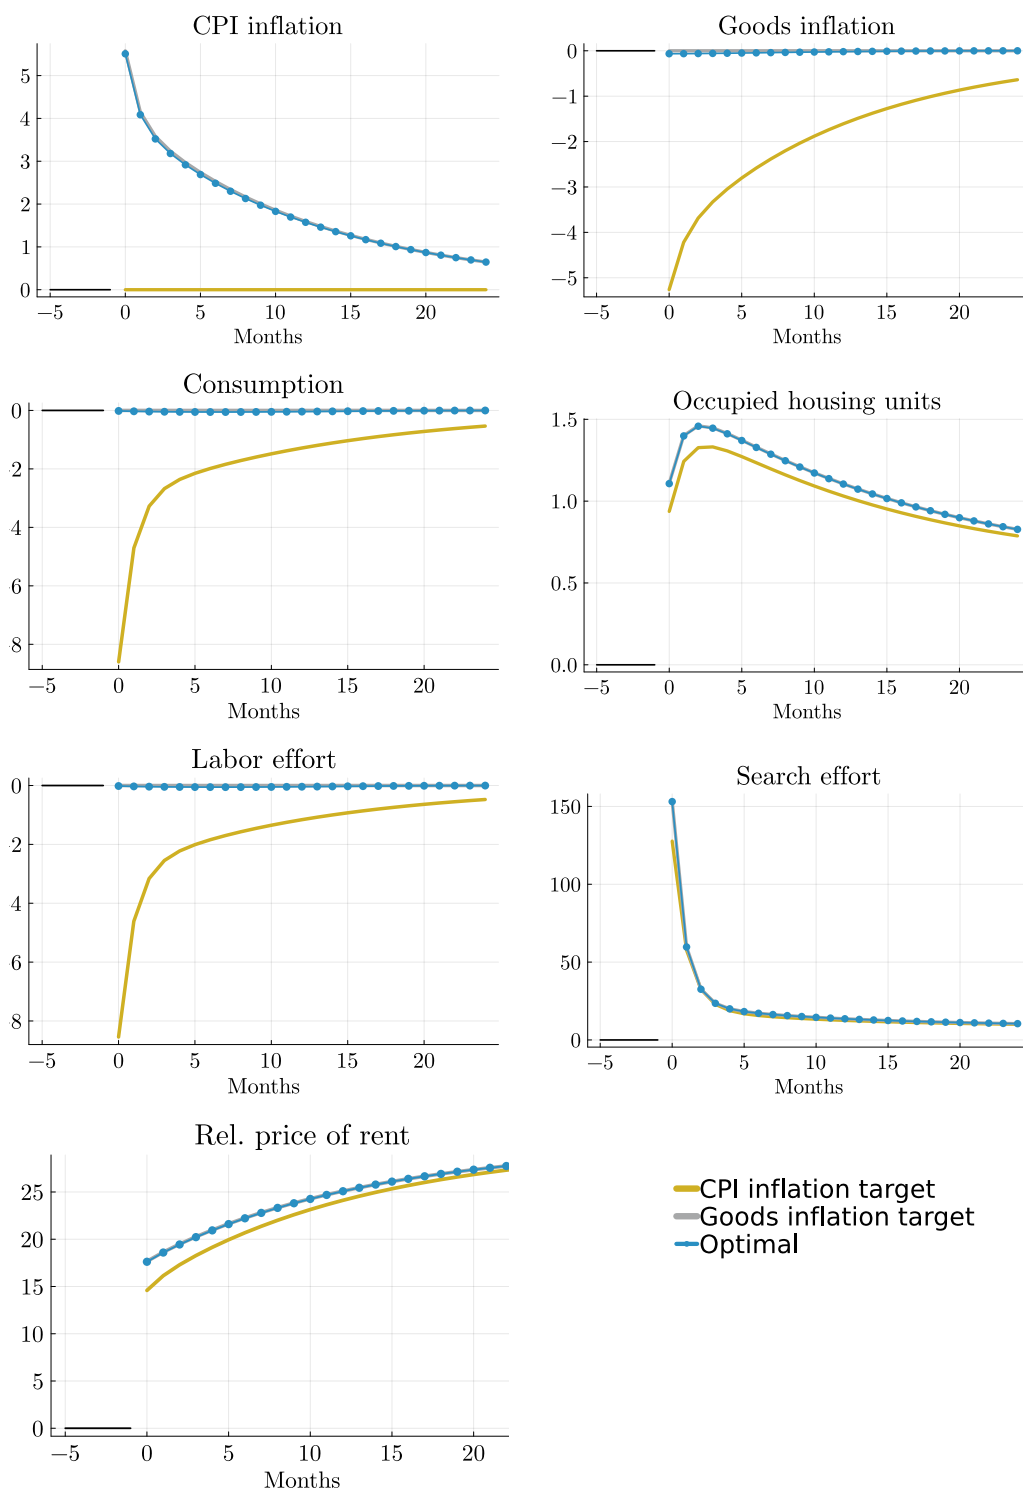 CPI inflation
5
4
3
2
1
0
−5 0 5 10 15 20
Months
Goods inflation
0
−1
−2
−3
−4
−5
−5 0 5 10 15 20
Months
Consumption
0
2
4
6
8
−5 0 5 10 15 20
Months
Occupied housing units
1.5
1.0
0.5
0.0
−5 0 5 10 15 20
Months
Labor effort
0
2
4
6
8
−5 0 5 10 15 20
Months
Search effort
150
100
50
0
−5 0 5 10 15 20
Months
Rel. price of rent
25
20
15
10
5
0
−5 0 5 10 15 20
Months
CPI inflation target
Goods inflation target
Optimal